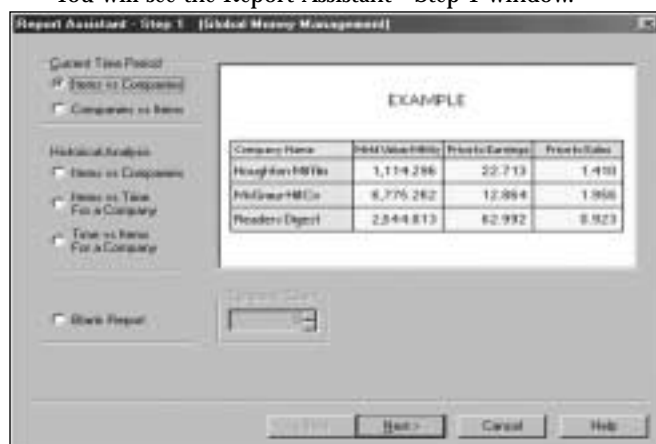 You will see the Report Assistant - Step 1 window.
Report Assistant - Step 1 (Global Money Management)
Current Time Period
Items vs Companies
Companies vs Items
Historical Analysis
Items vs Companies
Items vs Time
For a Company
Time vs Items
For a Company
Blank Report
EXAMPLE
Company Name Price to Earnings Price to Sales
Houghton Mifflin 1,114.296 22.713 1.410
McGraw-Hill Co 6,775.262 12.864
Readers Digest 2,844.813 62.992 0.923
Next > Cancel Help